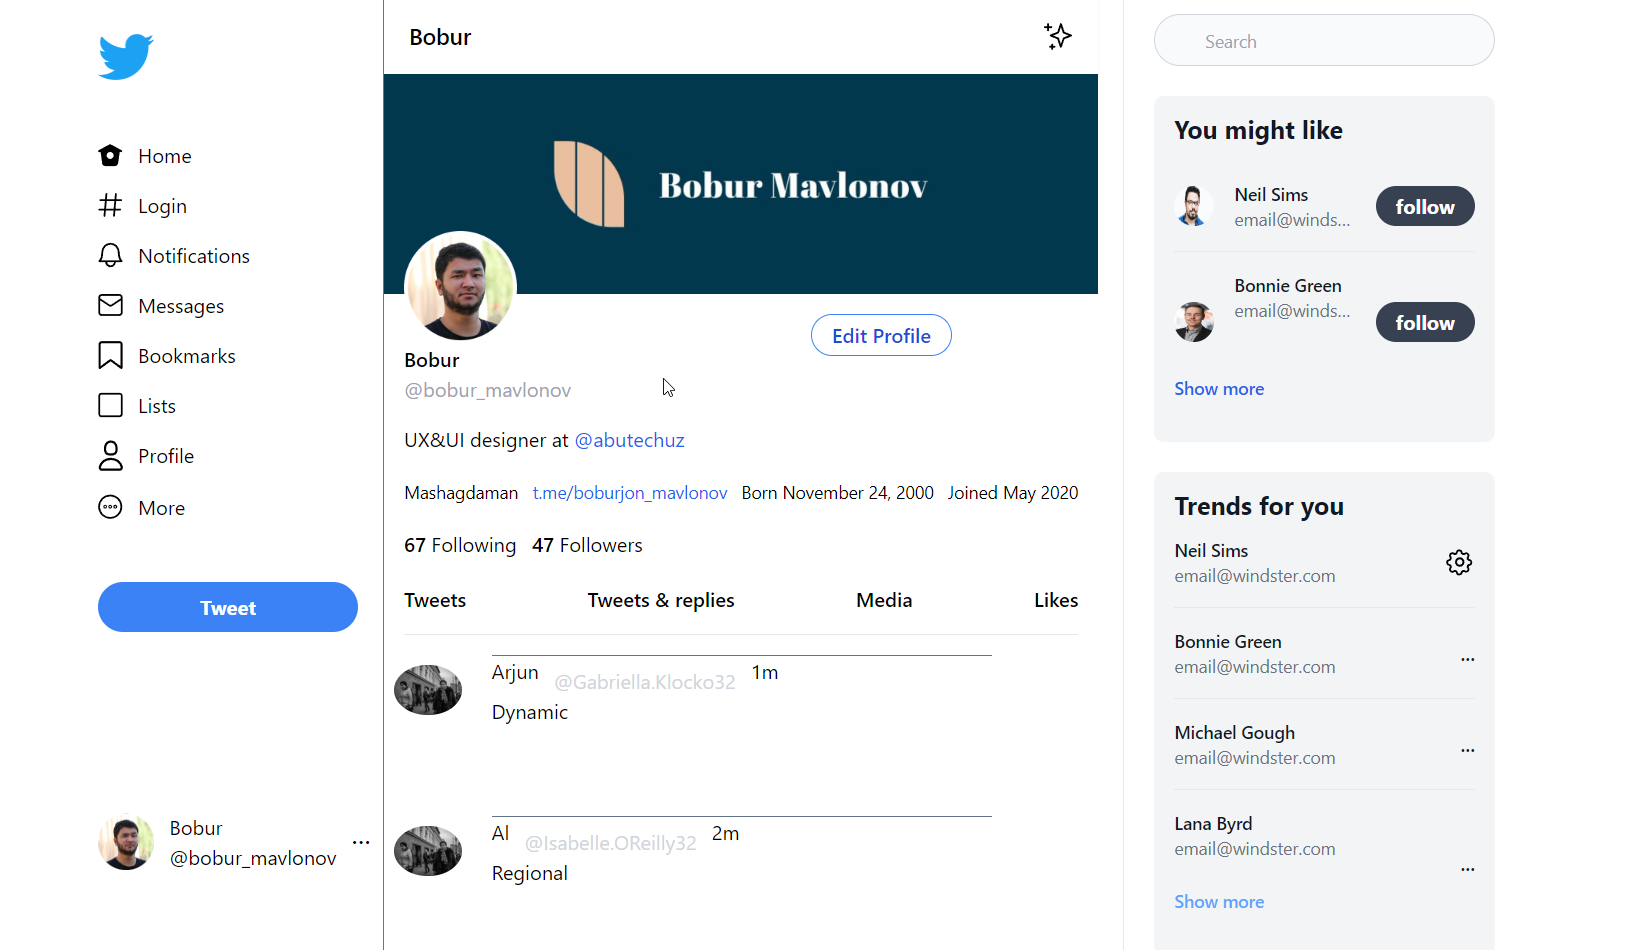 Home
Login
Notifications
Messages
Bookmarks
Lists
Profile
More
Tweet
Bobur
@bobur_mavlonov
...
Bobur
Bobur Mavlonov
Edit Profile
Bobur
@bobur_mavlonov
UX&UI designer at @abutechuz
Mashagdaman t.me/boburjon_mavlonov Born November 24, 2000 Joined May 2020
67 Following 47 Followers
Tweets Tweets & replies Media Likes
Arjun @Gabriella.Klocko32 1m
Dynamic
Al @Isabelle.OReilly32 2m
Regional
Search
You might like
Neil Sims
email@winds...
follow
Bonnie Green
email@winds...
follow
Show more
Trends for you
Neil Sims
email@windster.com
Bonnie Green
email@windster.com
...
Michael Gough
email@windster.com
...
Lana Byrd
email@windster.com
...
Show more